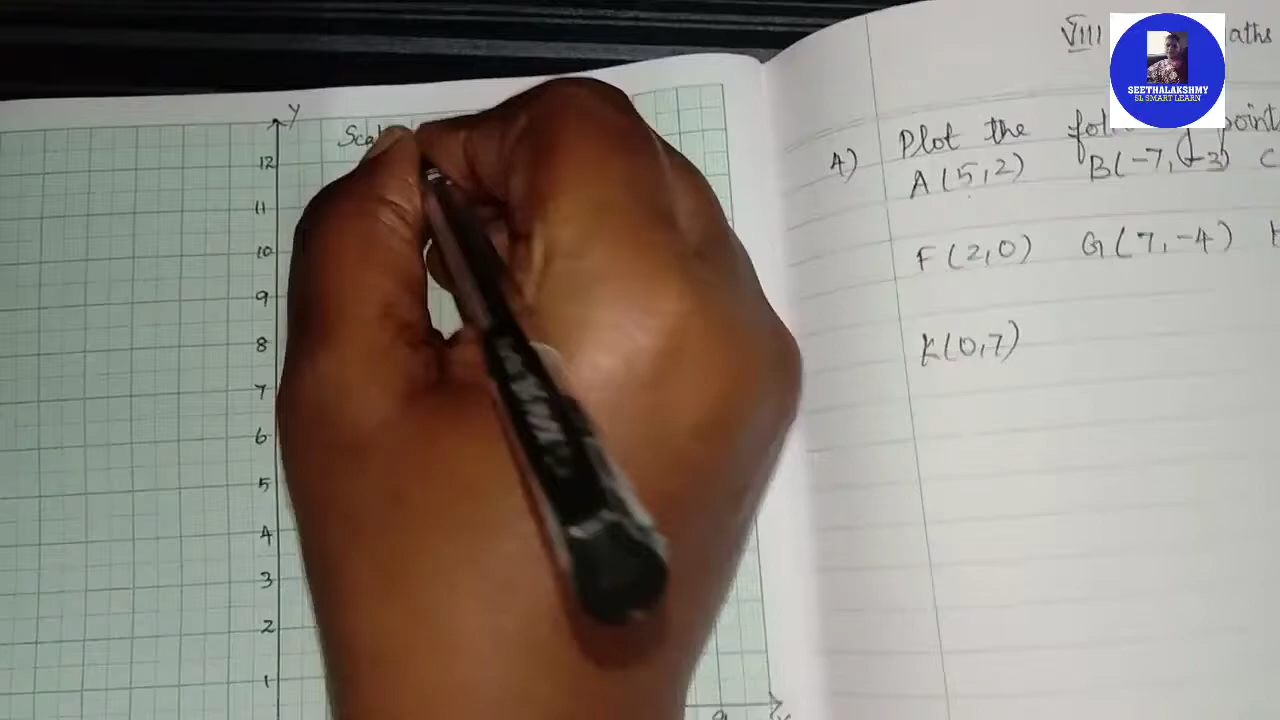 Y
12
11
10
9
8
7
6
5
4
3
2
1
9
VIII aths
SEETHALAKSHMY
SL SMART LEARN
4) Plot the point
A(5,2) B(-7,-3) C
F(2,0) G(7,-4)
K(0,7)